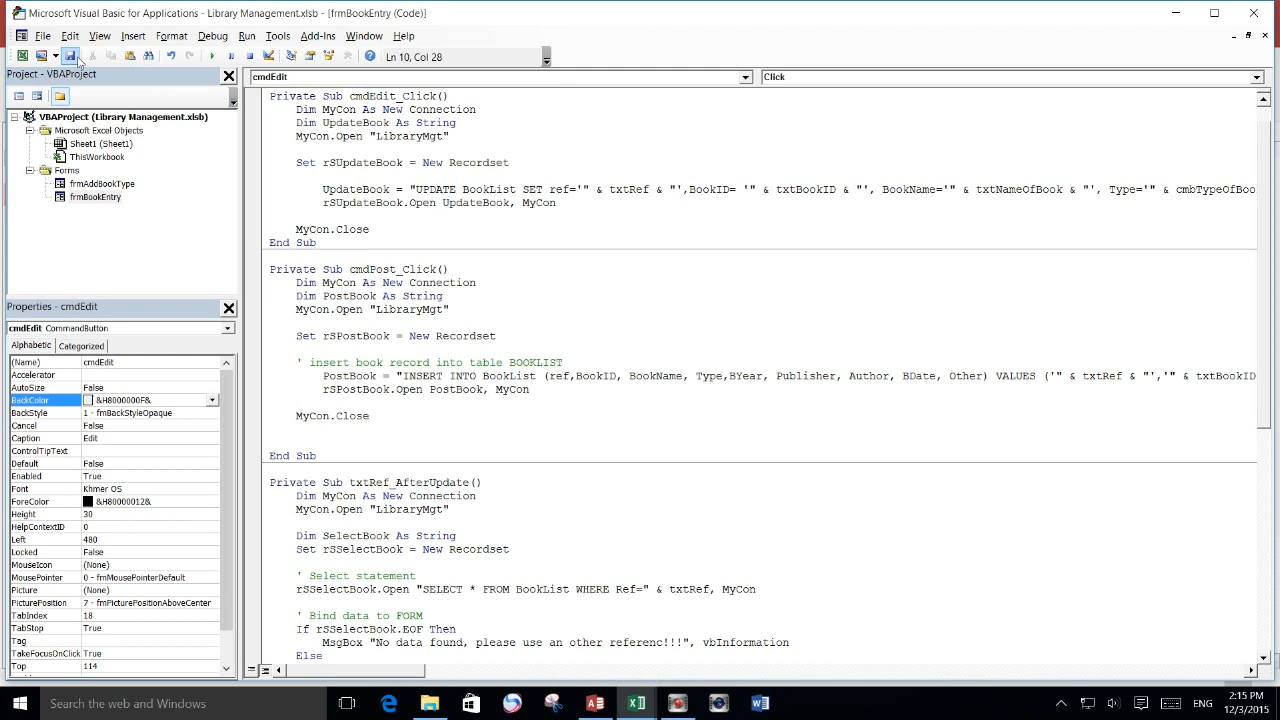 Microsoft Visual Basic for Applications - Library Management.xlsb - [frmBookEntry (Code)]
File Edit View Insert Format Debug Run Tools Add-Ins Window Help
Ln 10, Col 28
Project - VBAProject
cmdEdit
Click
VBAProject (Library Management.xlsb)
Microsoft Excel Objects
Sheet1 (Sheet1)
ThisWorkbook
Forms
frmAddBookType
frmBookEntry
Properties - cmdEdit
cmdEdit CommandButton
Alphabetic Categorized
(Name) cmdEdit
Accelerator
AutoSize False
BackColor &H8000000F&
BackStyle 1 - fmBackStyleOpaque
Cancel False
Caption Edit
ControlTipText
Default False
Enabled True
Font Khmer OS
ForeColor &H80000012&
Height 30
HelpContextID 0
Left 480
Locked False
MouseIcon (None)
MousePointer 0 - fmMousePointerDefault
Picture (None)
PicturePosition 7 - fmPicturePositionAboveCenter
TabIndex 18
TabStop True
Tag
TakeFocusOnClick True
Top 114
Private Sub cmdEdit_Click()
Dim MyCon As New Connection
Dim UpdateBook As String
MyCon.Open "LibraryMgt"
Set rSUpdateBook = New Recordset
UpdateBook = "UPDATE BookList SET ref='" & txtRef & "',BookID= '" & txtBookID & "', BookName='" & txtNameOfBook & "', Type='" & cmbTypeOfBoo
rSUpdateBook.Open UpdateBook, MyCon
MyCon.Close
End Sub
Private Sub cmdPost_Click()
Dim MyCon As New Connection
Dim PostBook As String
MyCon.Open "LibraryMgt"
Set rSPostBook = New Recordset
' insert book record into table BOOKLIST
PostBook = "INSERT INTO BookList (ref,BookID, BookName, Type,BYear, Publisher, Author, BDate, Other) VALUES ('" & txtRef & "','" & txtBookID
rSPostBook.Open PostBook, MyCon
MyCon.Close
End Sub
Private Sub txtRef_AfterUpdate()
Dim MyCon As New Connection
MyCon.Open "LibraryMgt"
Dim SelectBook As String
Set rSSelectBook = New Recordset
' Select statement
rSSelectBook.Open "SELECT * FROM BookList WHERE Ref=" & txtRef, MyCon
' Bind data to FORM
If rSSelectBook.EOF Then
MsgBox "No data found, please use an other referenc!!!", vbInformation
Else
Search the web and Windows
ENG
2:15 PM
12/3/2015